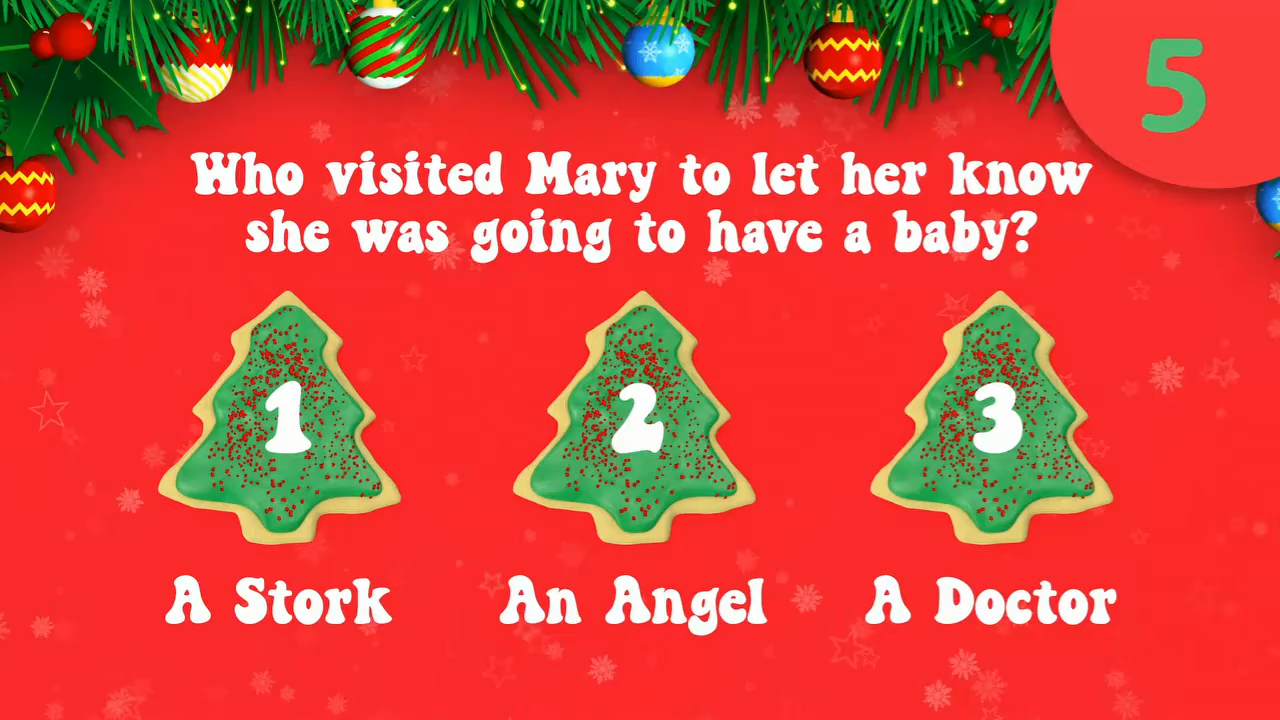 5
Who visited Mary to let her know
she was going to have a baby?
1
2
3
A Stork
An Angel
A Doctor